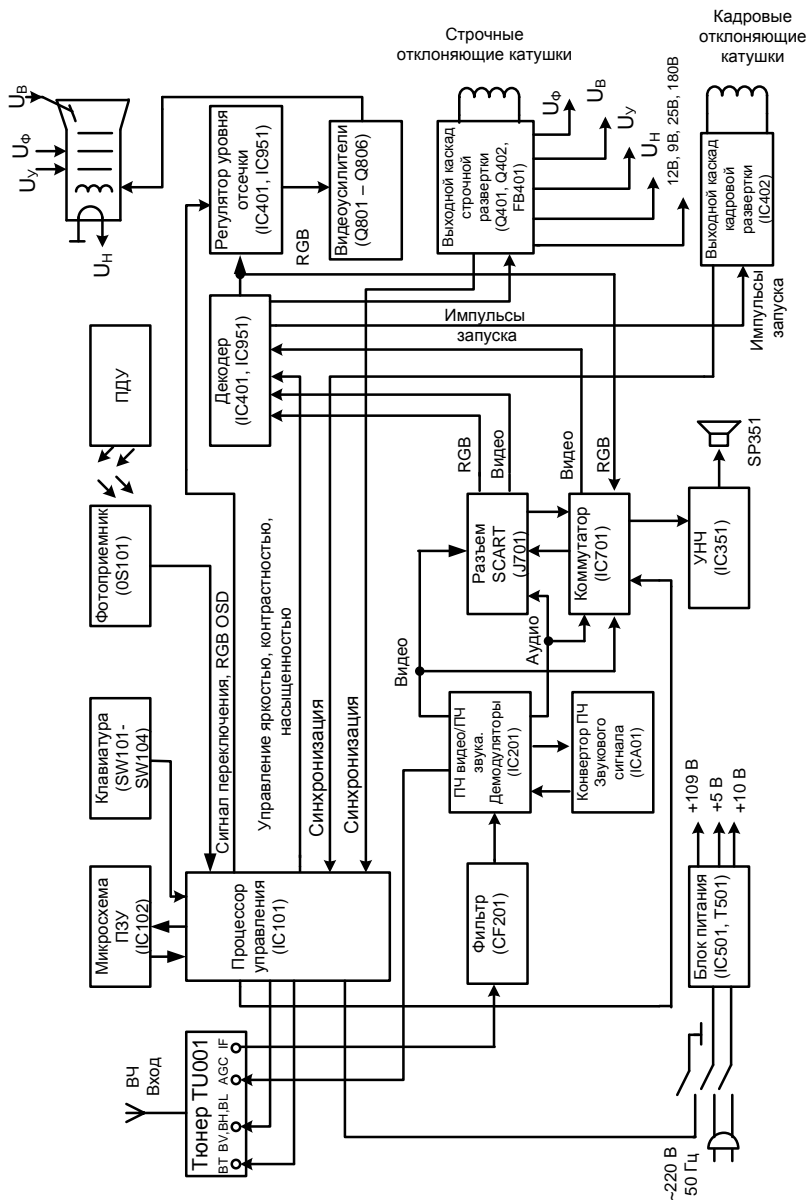 ВЧ
Вход
Тюнер TU001
BT BV,BH,BL AGC IF
Микросхема
ПЗУ
(IC102)
Клавиатура
(SW101-
SW104)
Фотоприемник
(0S101)
ПДУ
UУ
UФ
UВ
UН
Процессор
управления
(IC101)
Сигнал переключения, RGB OSD
Управление яркостью, контрастностью,
насыщенностью
Синхронизация
Синхронизация
Декодер
(IC401, IC951)
Регулятор уровня
отсечки
(IC401, IC951)
RGB
Видеоусилители
(Q801 – Q806)
Импульсы
запуска
Строчные
отклоняющие катушки
Выходной каскад
строчной
развертки
(Q401, Q402,
FB401)
UФ
UВ
UУ
UН
12В, 9В, 25В, 180В
Кадровые
отклоняющие
катушки
Выходной каскад
кадровой
развертки
(IC402)
Импульсы
запуска
Фильтр
(CF201)
ПЧ видео/ПЧ
звука.
Демодуляторы
(IC201)
Конвертор ПЧ
Звукового
сигнала
(ICA01)
Видео
Аудио
Разъем
SCART
(J701)
RGB
Видео
Коммутатор
(IC701)
Видео
RGB
УНЧ
(IC351)
SP351
~220 В
50 Гц
Блок питания
(IC501, T501)
+109 В
+5 В
+10 В